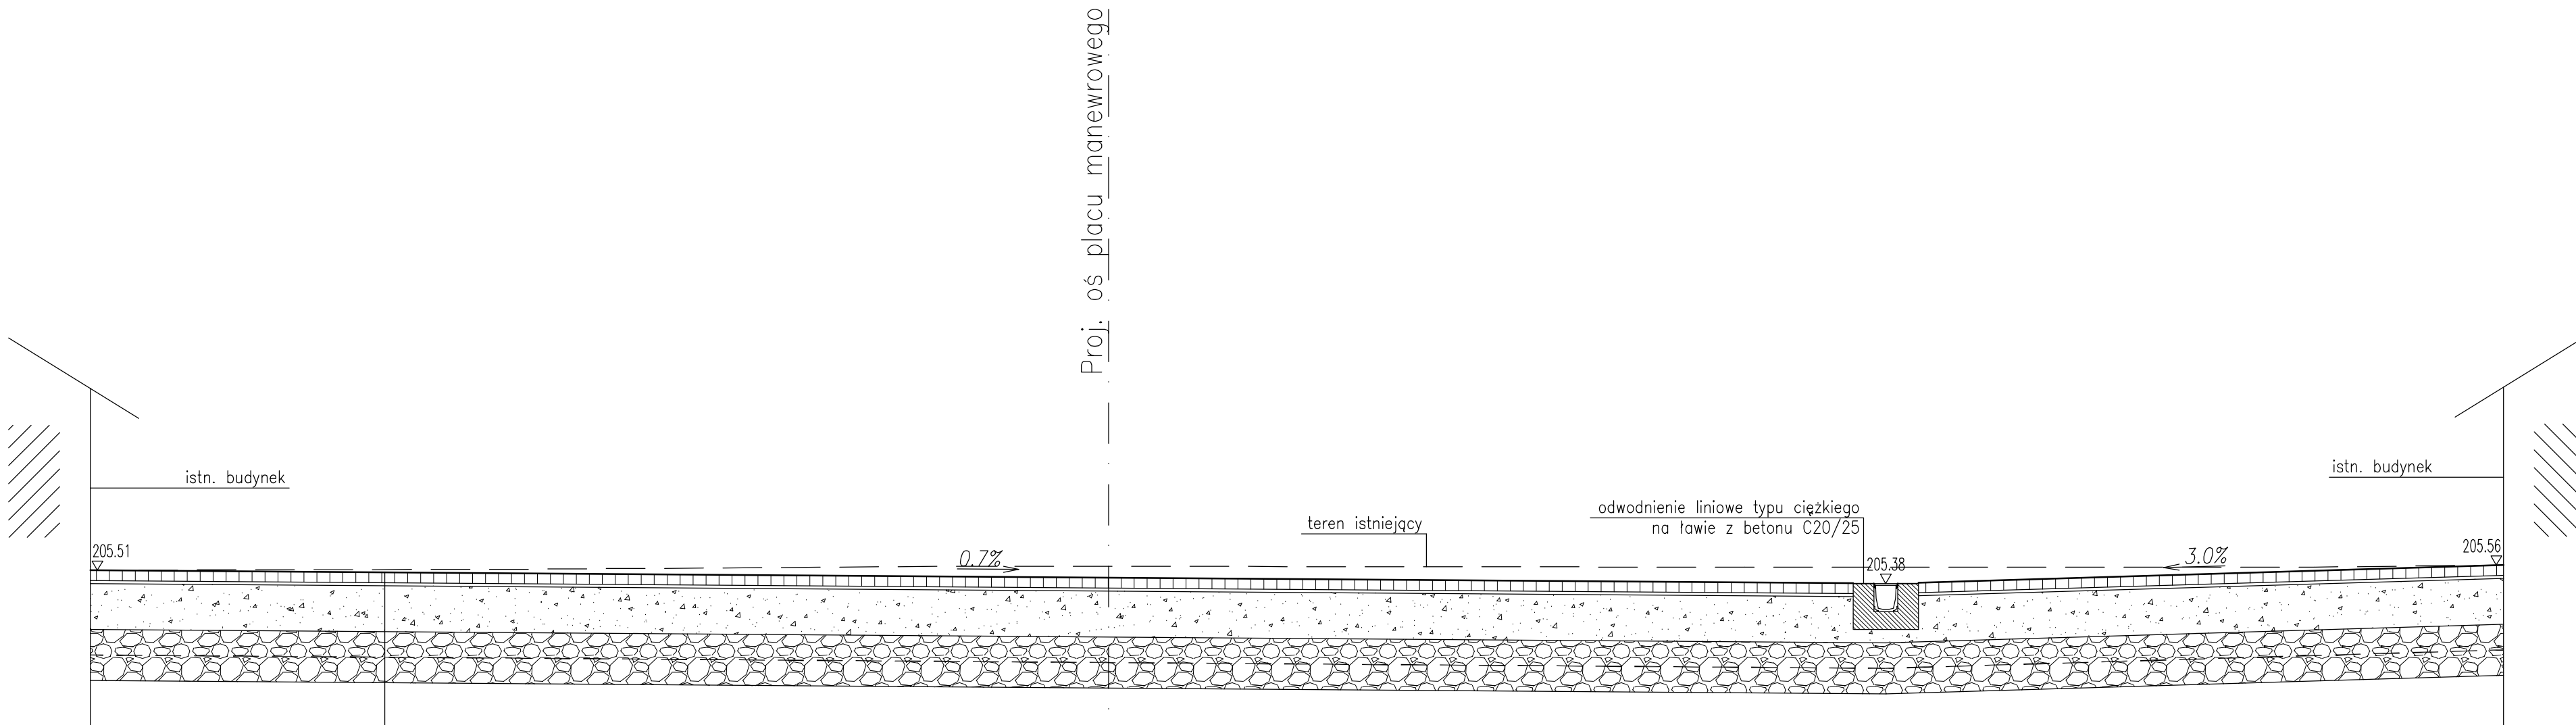 Proj. oś placu manewrowego
istn. budynek
istn. budynek
odwodnienie liniowe typu ciężkiego
na ławie z betonu C20/25
teren istniejący
205.51
0.7%
205.38
3.0%
205.56